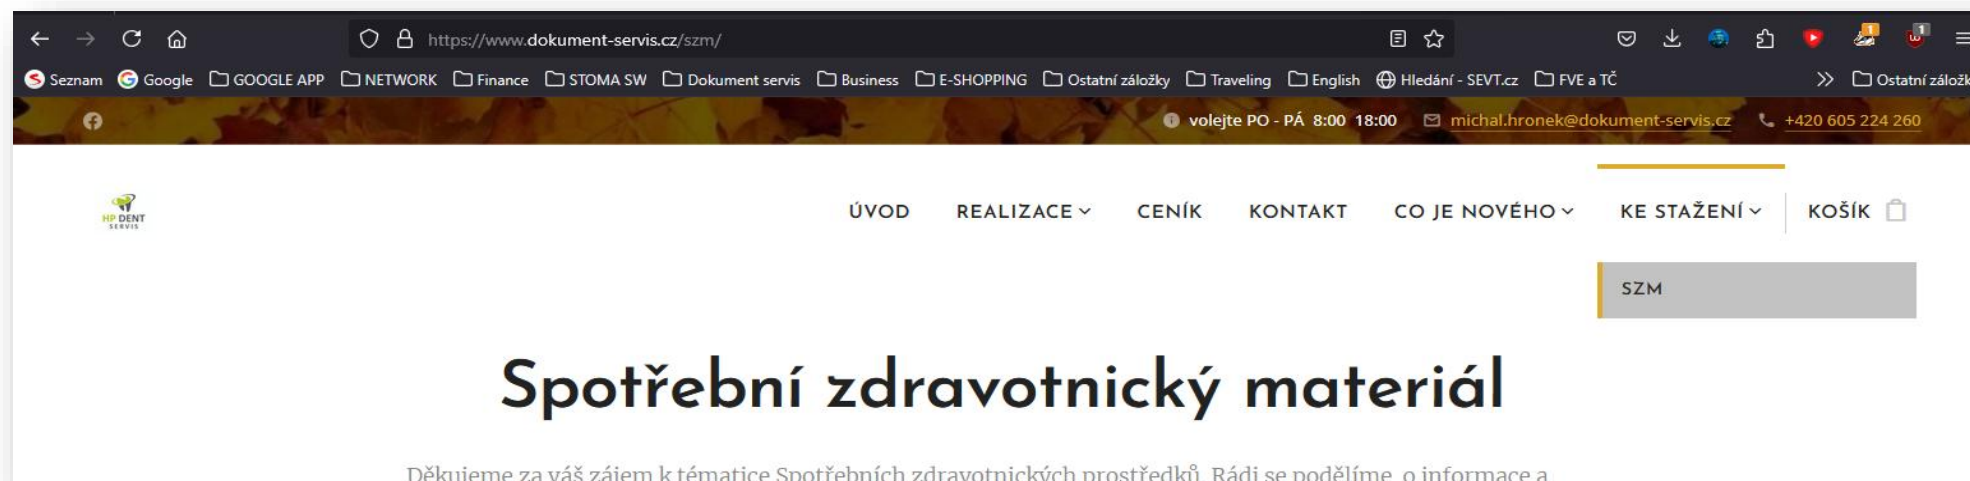 https://www.dokument-servis.cz/szm/
Seznam Google GOOGLE APP NETWORK Finance STOMA SW Dokument servis Business E-SHOPPING Ostatní záložky Traveling English Hledání - SEVT.cz FVE a TČ Ostatní záložk
volejte PO - PÁ 8:00 18:00 michal.hronek@dokument-servis.cz +420 605 224 260
HP DENT
SERVIS
ÚVOD REALIZACE CENÍK KONTAKT CO JE NOVÉHO KE STAŽENÍ KOŠÍK
SZM
Spotřební zdravotnický materiál
Děkujeme za váš zájem k tématice Spotřebních zdravotnických prostředků. Rádi se podělíme o informace a